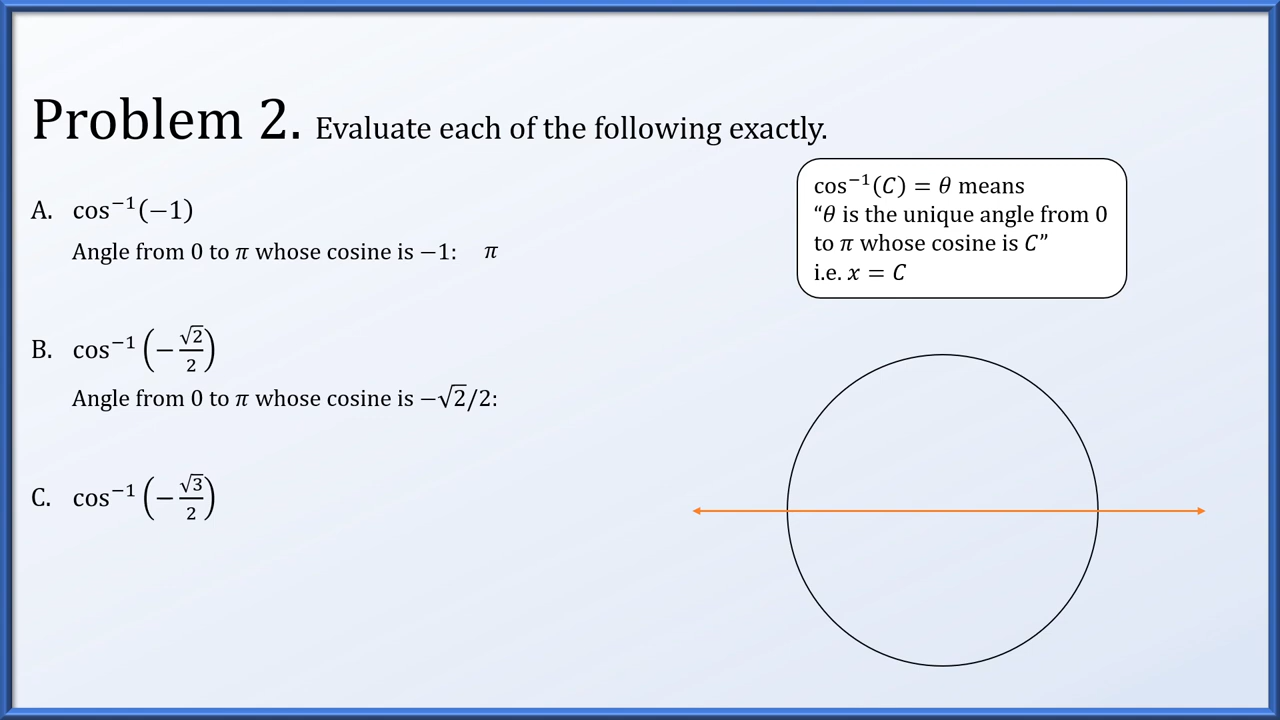 Problem 2. Evaluate each of the following exactly.
cos⁻¹(C) = θ means
“θ is the unique angle from 0
to π whose cosine is C”
i.e. x = C
A. cos⁻¹(−1)
Angle from 0 to π whose cosine is −1: π
B. cos⁻¹(−√2/2)
Angle from 0 to π whose cosine is −√2/2:
C. cos⁻¹(−√3/2)